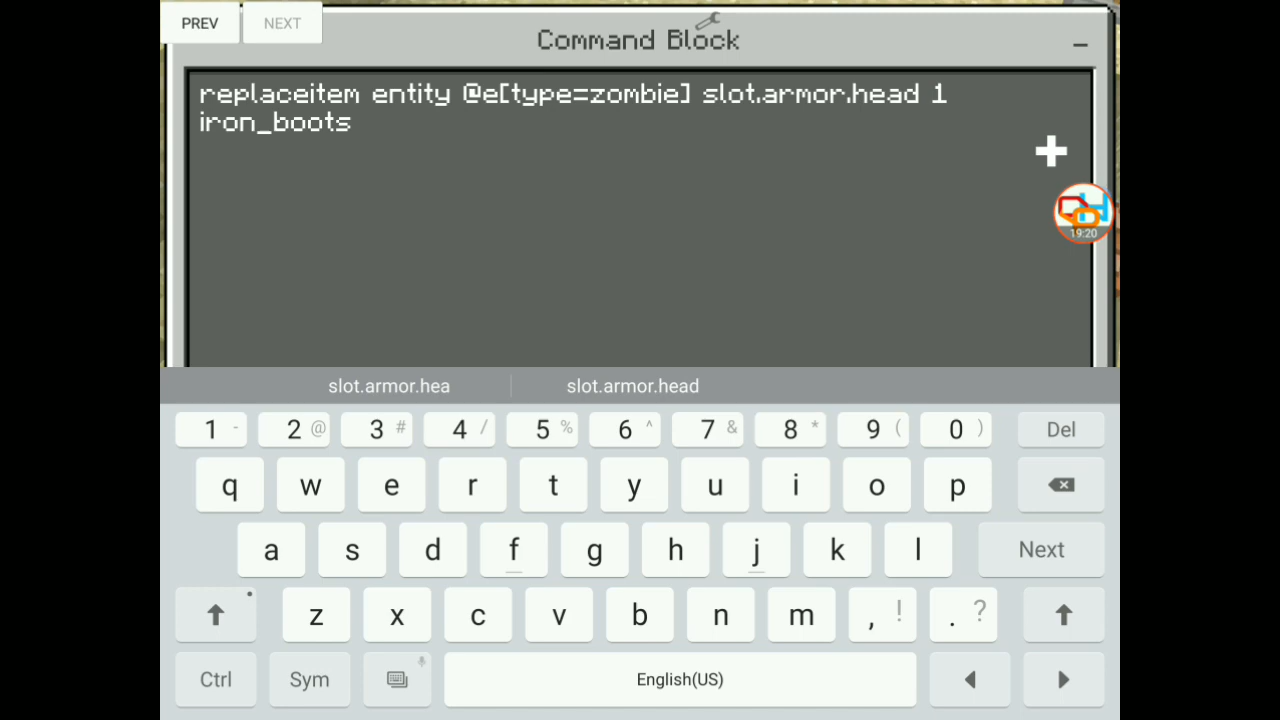 PREV NEXT
Command Block
replaceitem entity @e[type=zombie] slot.armor.head 1
iron_boots
19:20
slot.armor.hea slot.armor.head
1 - 2 @ 3 # 4 / 5 % 6 ^ 7 & 8 * 9 ( 0 ) Del
q w e r t y u i o p
a s d f g h j k l Next
z x c v b n m , ! . ?
Ctrl Sym English(US)